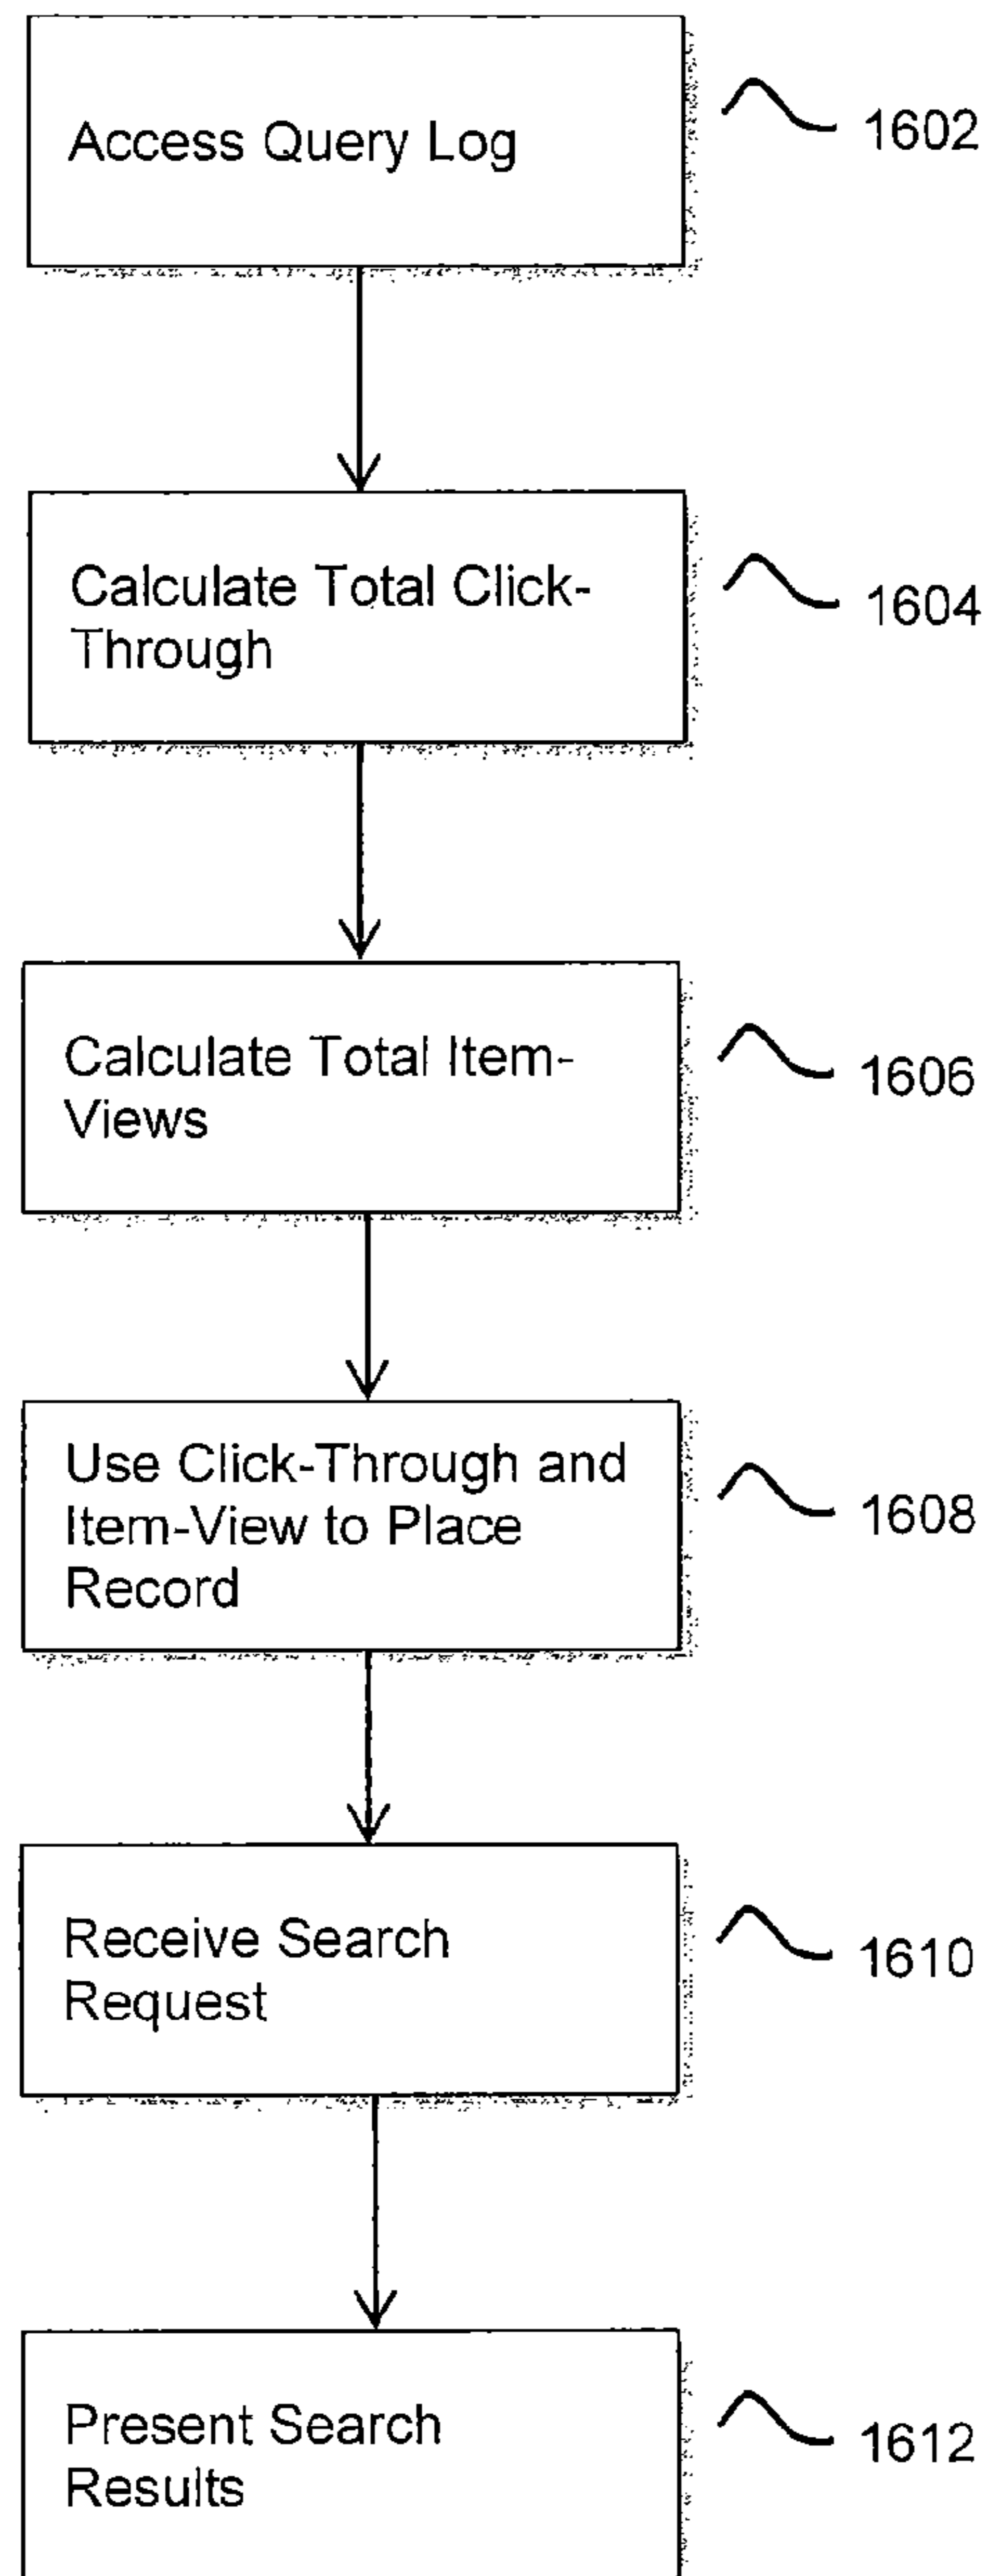 Access Query Log
1602
Calculate Total Click-
Through
1604
Calculate Total Item-
Views
1606
Use Click-Through and
Item-View to Place
Record
1608
Receive Search
Request
1610
Present Search
Results
1612